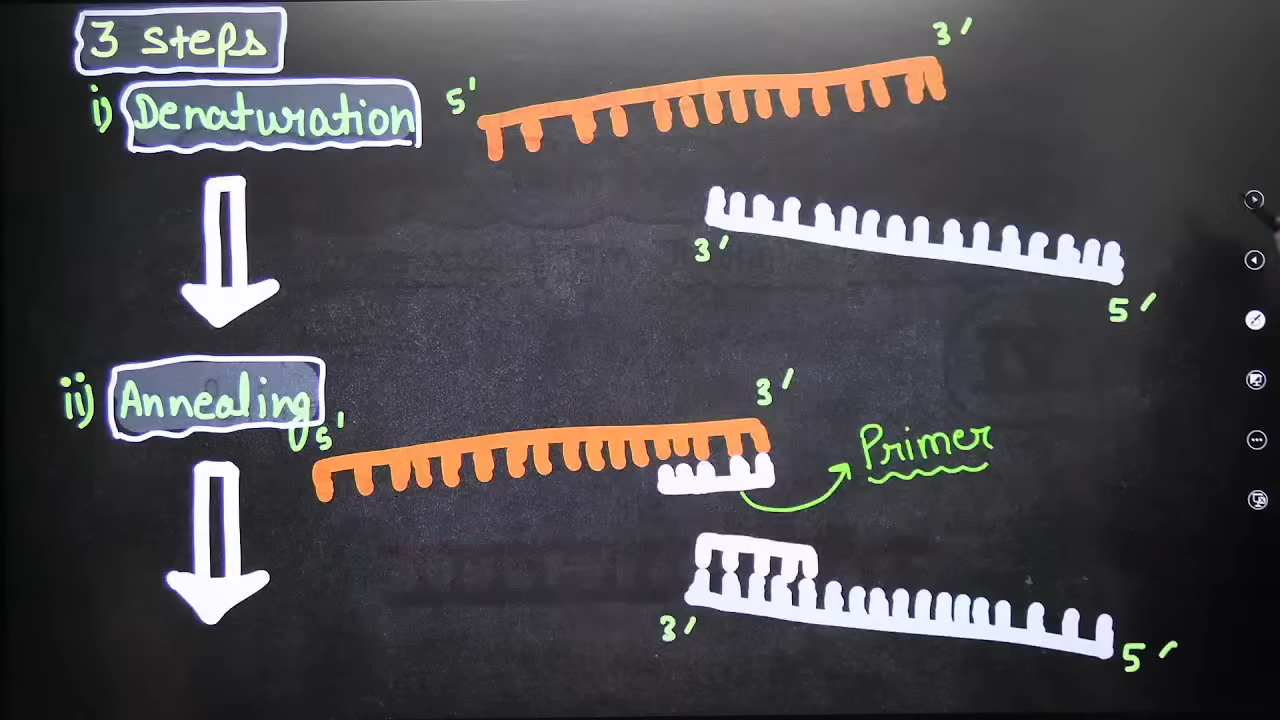 3 steps
i) Denaturation
5' 3'
3' 5'
ii) Annealing
5' 3'
Primer
3' 5'